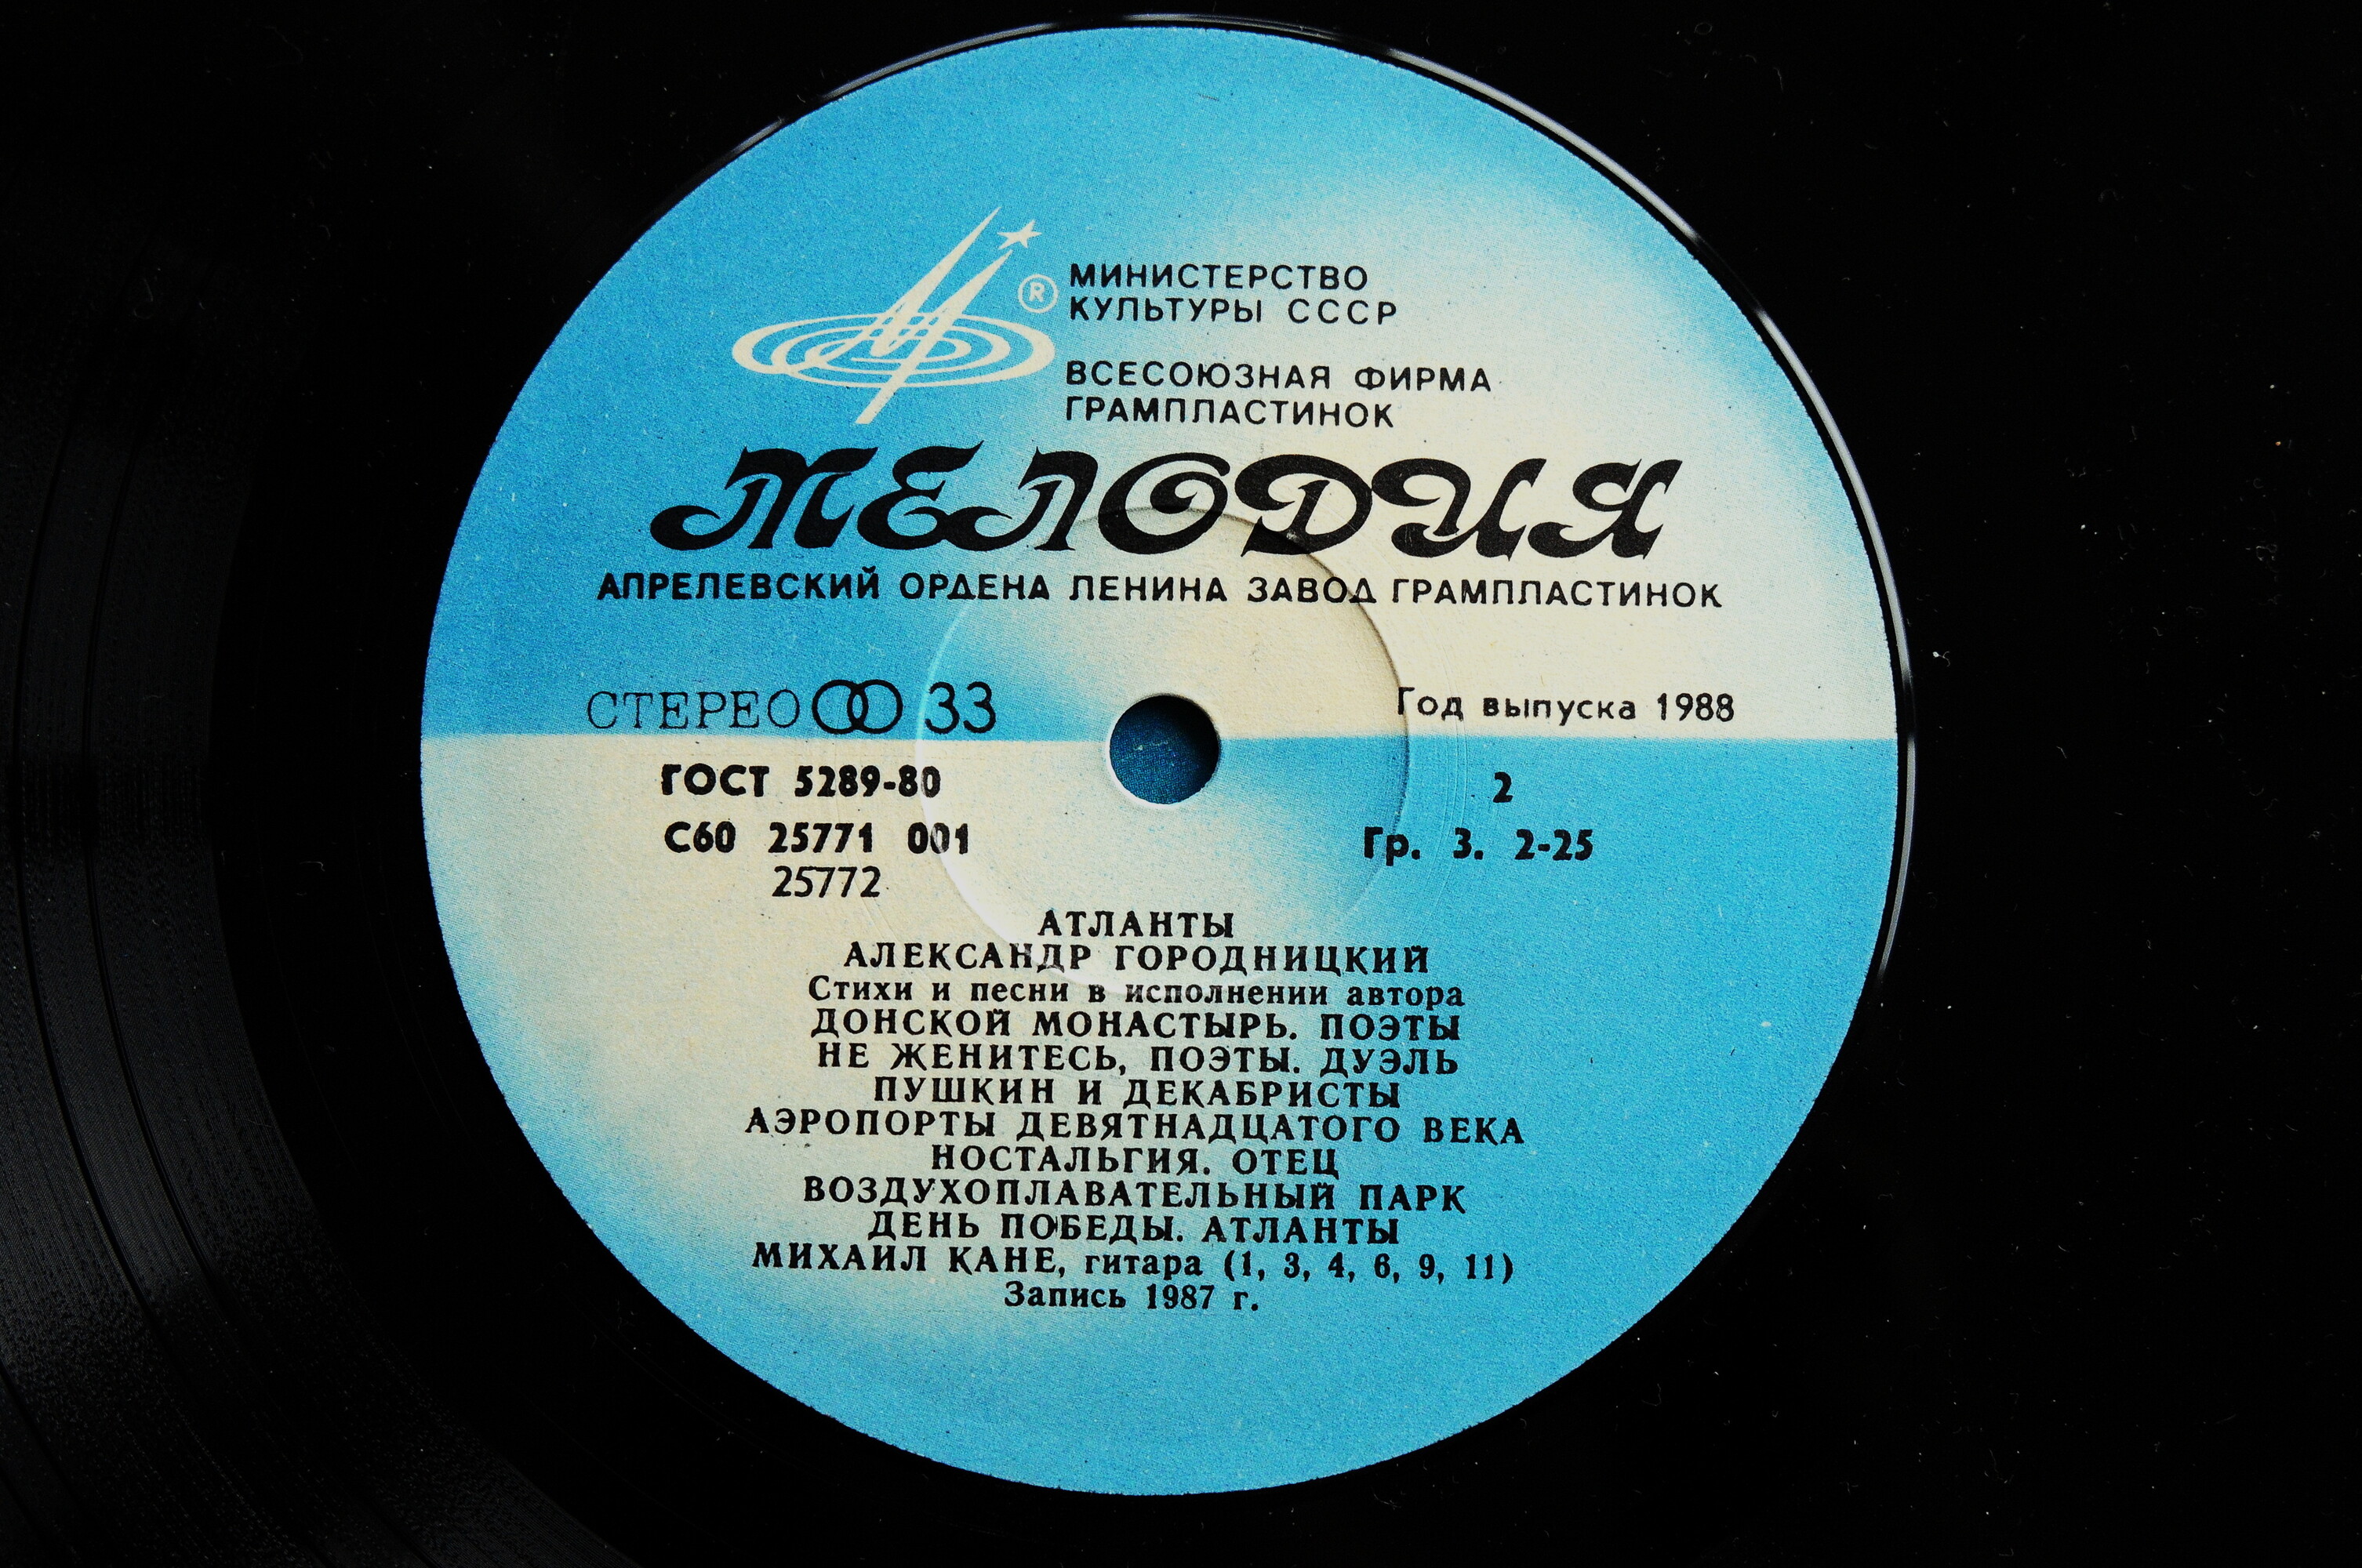 ®
МИНИСТЕРСТВО
КУЛЬТУРЫ СССР
ВСЕСОЮЗНАЯ ФИРМА
ГРАМПЛАСТИНОК
МЕЛОДИЯ
АПРЕЛЕВСКИЙ ОРДЕНА ЛЕНИНА ЗАВОД ГРАМПЛАСТИНОК
СТЕРЕО 33
Год выпуска 1988
ГОСТ 5289-80
2
С60 25771 001
Гр. 3. 2-25
25772
АТЛАНТЫ
АЛЕКСАНДР ГОРОДНИЦКИЙ
Стихи и песни в исполнении автора
ДОНСКОЙ МОНАСТЫРЬ. ПОЭТЫ
НЕ ЖЕНИТЕСЬ, ПОЭТЫ. ДУЭЛЬ
ПУШКИН И ДЕКАБРИСТЫ
АЭРОПОРТЫ ДЕВЯТНАДЦАТОГО ВЕКА
НОСТАЛЬГИЯ. ОТЕЦ
ВОЗДУХОПЛАВАТЕЛЬНЫЙ ПАРК
ДЕНЬ ПОБЕДЫ. АТЛАНТЫ
МИХАИЛ КАНЕ, гитара (1, 3, 4, 6, 9, 11)
Запись 1987 г.